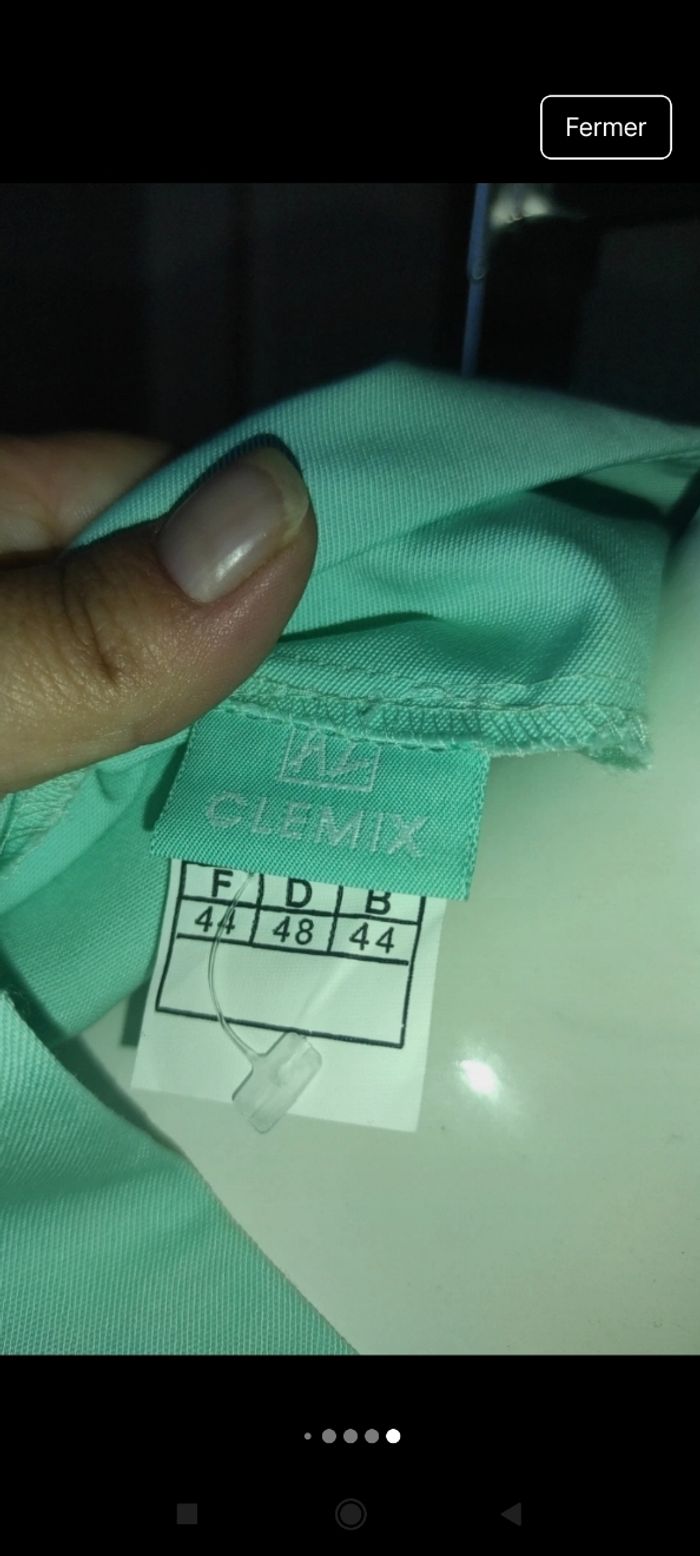 Fermer
CLEMIX
F D B
44 48 44